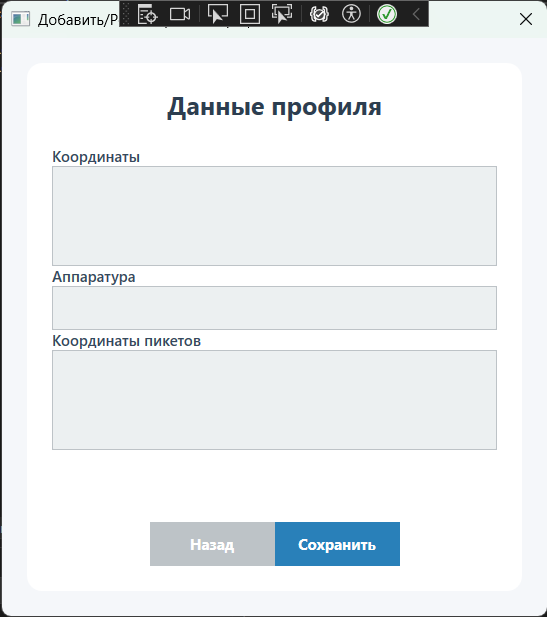 Добавить/Р
Данные профиля
Координаты
Аппаратура
Координаты пикетов
Назад
Сохранить